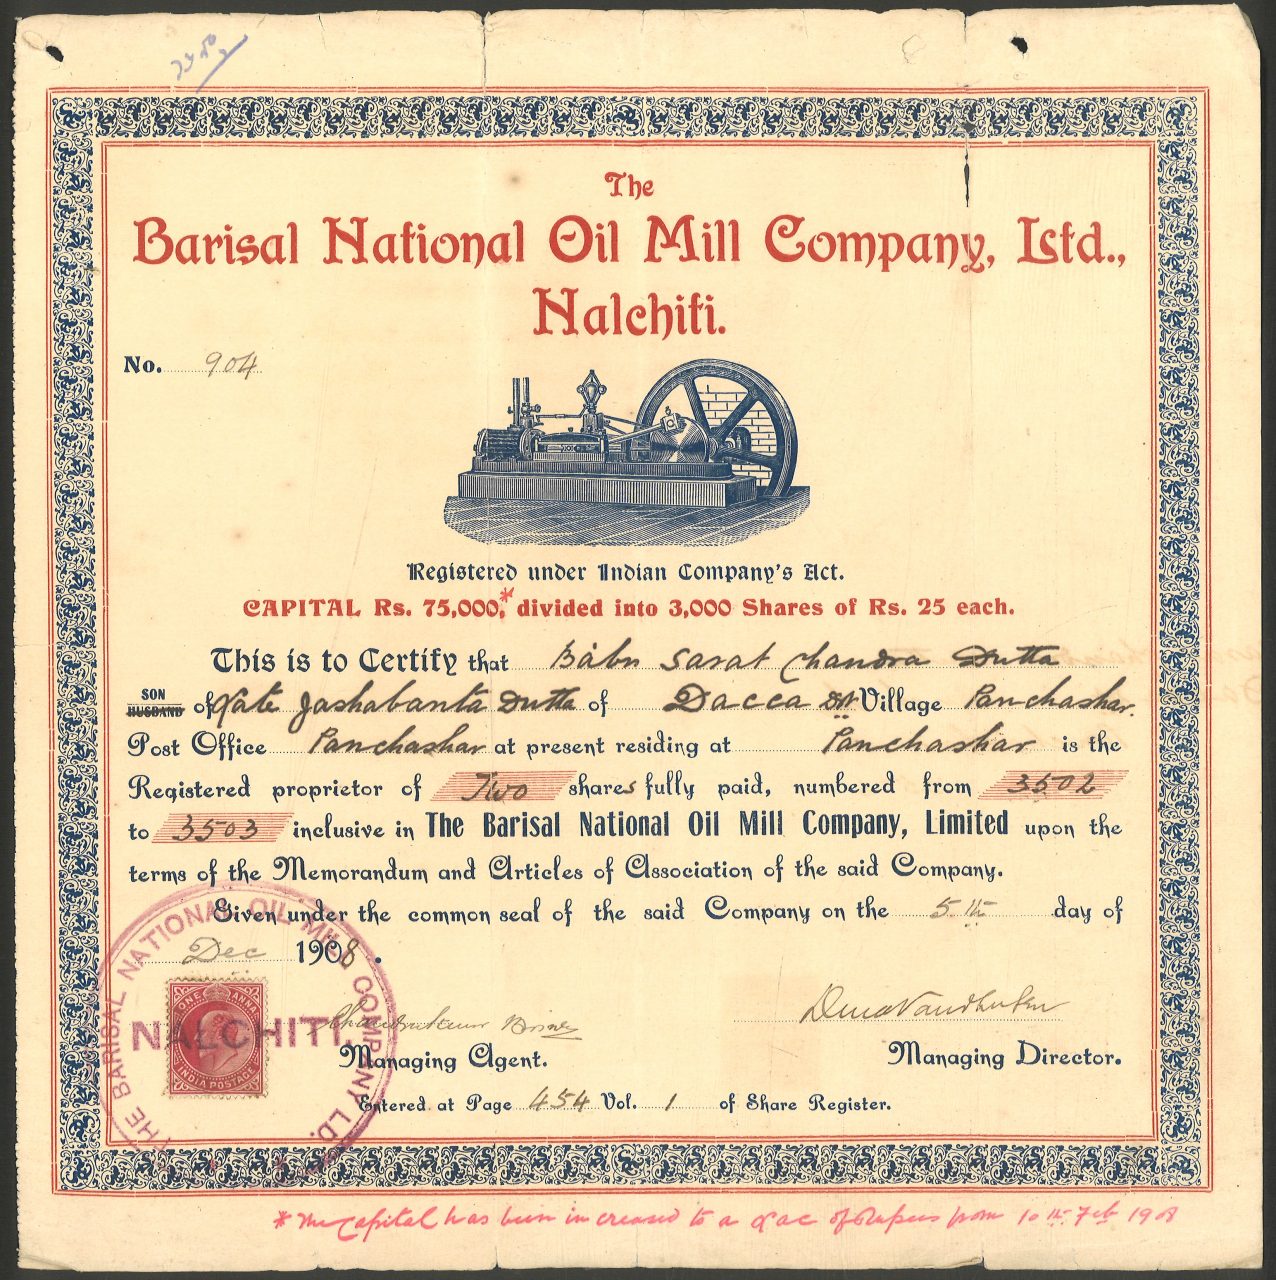 The
Barisal National Oil Mill Company, Ltd.,
Nalchiti.
No. 904
Registered under Indian Company's Act.
CAPITAL Rs. 75,000,* divided into 3,000 Shares of Rs. 25 each.
This is to Certify that Babu Sarat Chandra Dutta
SON
HUSBAND of Late Jashabanta Dutta of Dacca Dt. Village Panchashar.
Post Office Panchashar at present residing at Panchashar is the
Registered proprietor of Two shares fully paid, numbered from 3502
to 3503 inclusive in The Barisal National Oil Mill Company, Limited upon the
terms of the Memorandum and Articles of Association of the said Company.
Given under the common seal of the said Company on the 5th day of
Dec 1908.
THE BARISAL NATIONAL OIL MILL COMPANY LD.
NALCHITI.
ONE ANNA
INDIA POSTAGE
Managing Agent.
Managing Director.
Entered at Page 454 Vol. 1 of Share Register.
* The Capital has been increased to a Lac of Rupees from 10th Feb 1908